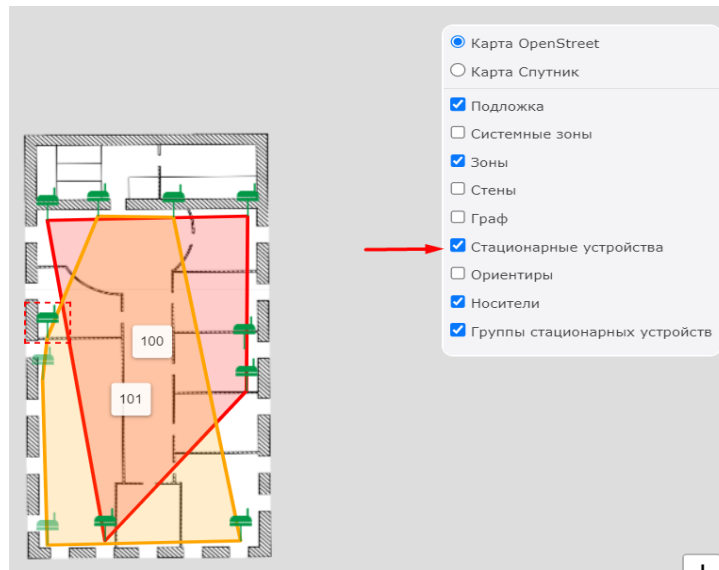 Карта OpenStreet
Карта Спутник
Подложка
Системные зоны
Зоны
Стены
Граф
Стационарные устройства
Ориентиры
Носители
Группы стационарных устройств
100
101